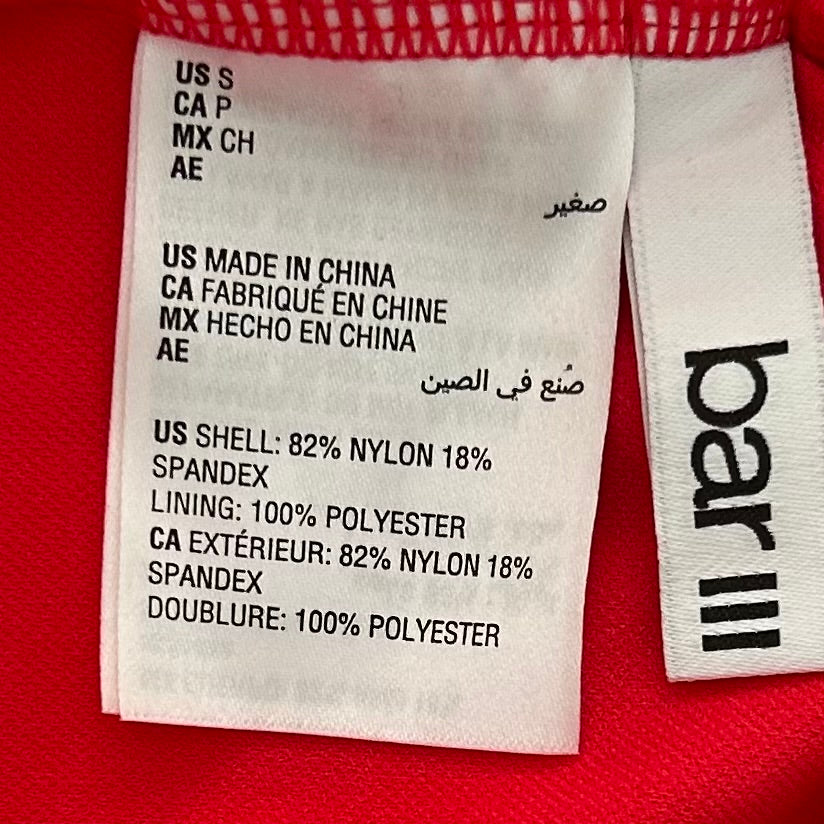 US S
CA P
MX CH
AE
صغير
US MADE IN CHINA
CA FABRIQUÉ EN CHINE
MX HECHO EN CHINA
AE
صُنع في الصين
US SHELL: 82% NYLON 18%
SPANDEX
LINING: 100% POLYESTER
CA EXTÉRIEUR: 82% NYLON 18%
SPANDEX
DOUBLURE: 100% POLYESTER
bar III